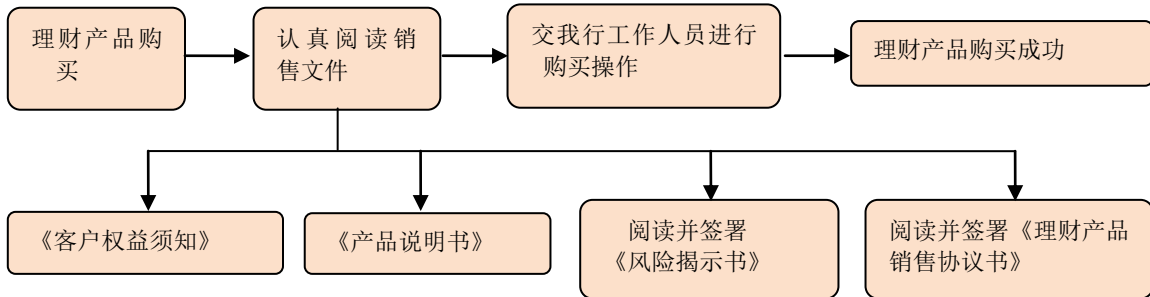 理财产品购
买
认真阅读销
售文件
交我行工作人员进行
购买操作
理财产品购买成功
《客户权益须知》
《产品说明书》
阅读并签署
《风险揭示书》
阅读并签署《理财产品
销售协议书》